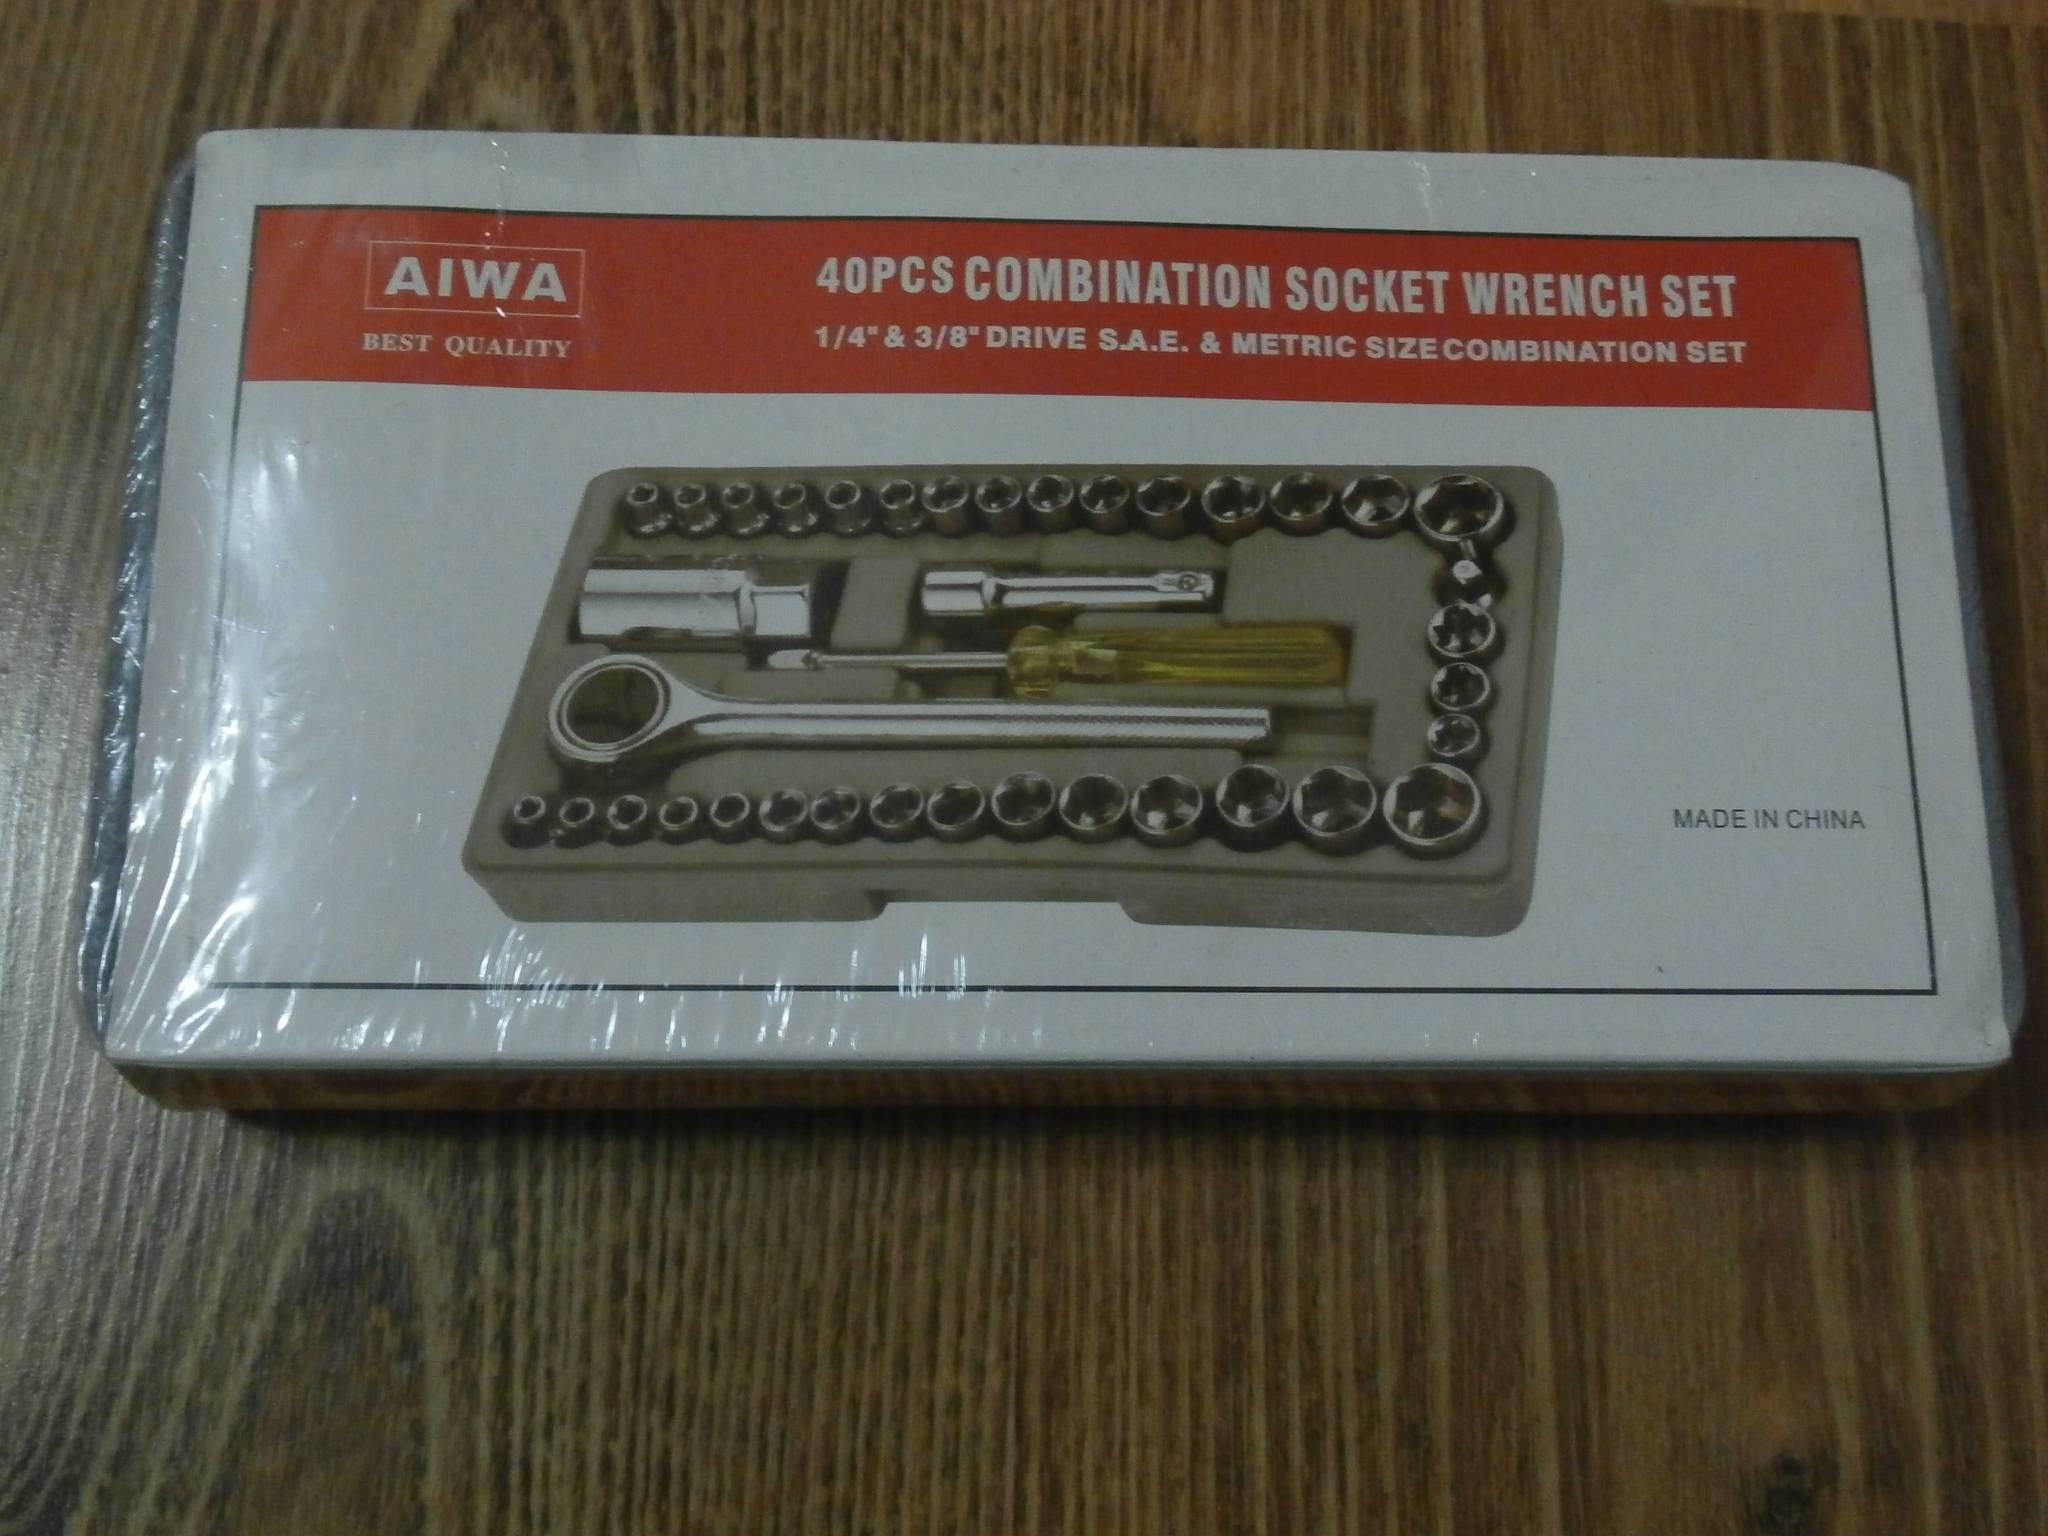 AIWA
BEST QUALITY
40PCS COMBINATION SOCKET WRENCH SET
1/4" & 3/8" DRIVE S.A.E. & METRIC SIZE COMBINATION SET
MADE IN CHINA